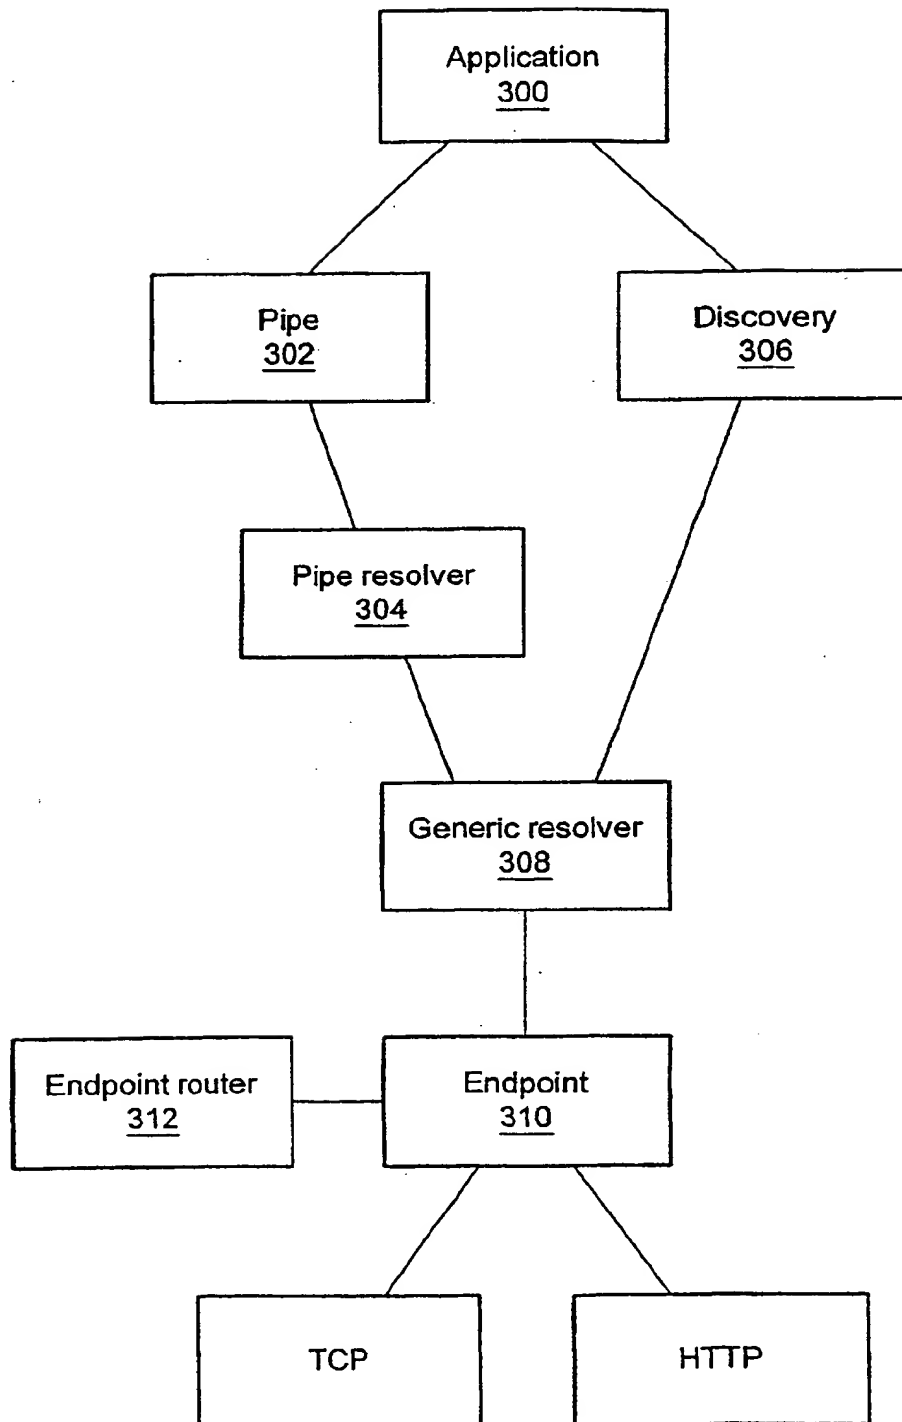 Application
300
Pipe
302
Discovery
306
Pipe resolver
304
Generic resolver
308
Endpoint router
312
Endpoint
310
TCP
HTTP